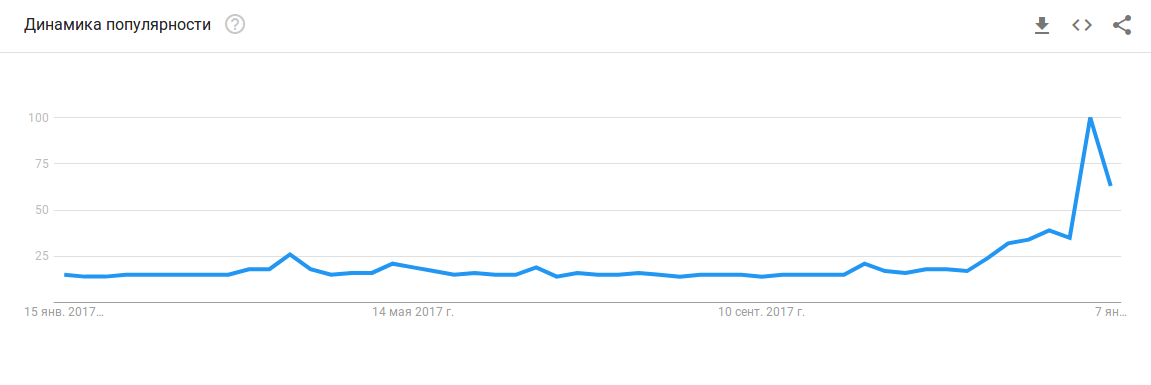 Динамика популярности ?
100
75
50
25
15 янв. 2017…
14 мая 2017 г.
10 сент. 2017 г.
7 ян…